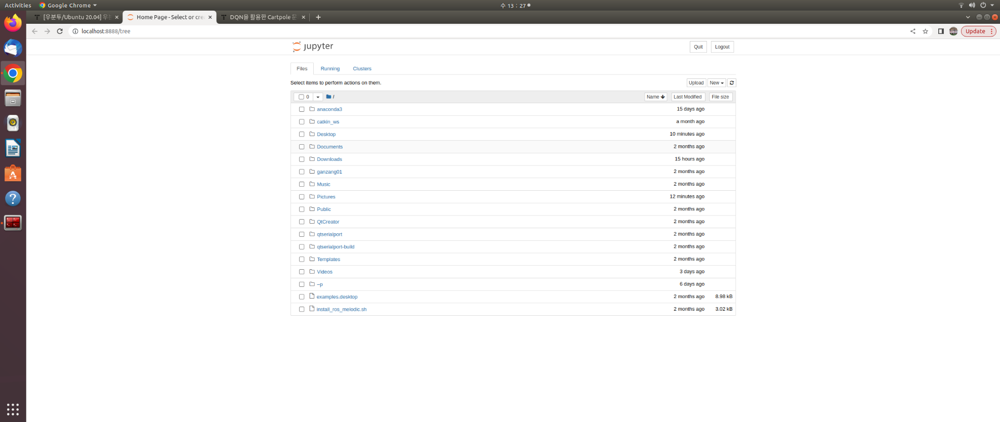 Activities Google Chrome 수 13 : 27
[우분투/Ubuntu 20.04] 우분 Home Page - Select or crea DQN을 활용한 Cartpole 문
localhost:8888/tree Update
jupyter Quit Logout
Files Running Clusters
Select items to perform actions on them. Upload New
0 / Name Last Modified File size
anaconda3 15 days ago
catkin_ws a month ago
Desktop 10 minutes ago
Documents 2 months ago
Downloads 15 hours ago
ganzang01 2 months ago
Music 2 months ago
Pictures 12 minutes ago
Public 2 months ago
QtCreator 2 months ago
qtserialport 2 months ago
qtserialport-build 2 months ago
Templates 2 months ago
Videos 3 days ago
–p 6 days ago
examples.desktop 2 months ago 8.98 kB
install_ros_melodic.sh 2 months ago 3.02 kB